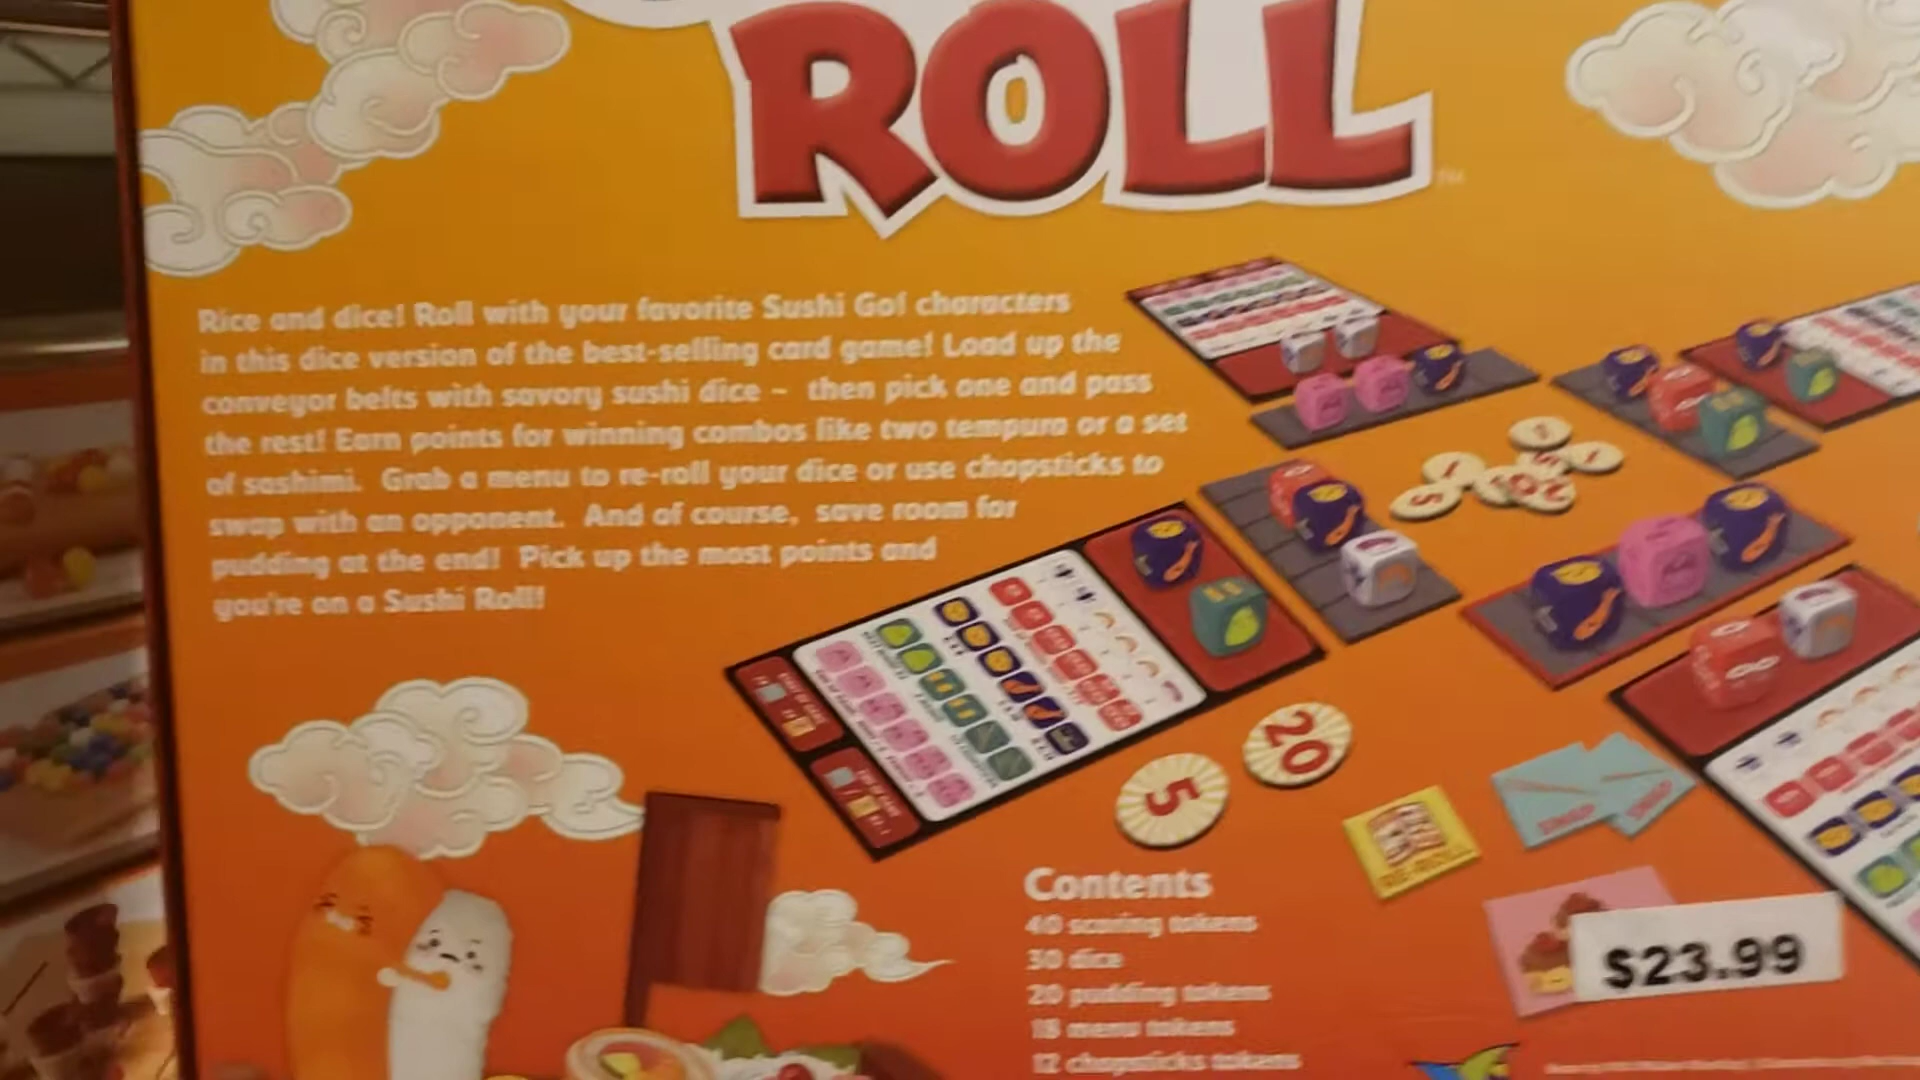 ROLL
TM
Rice and dice! Roll with your favorite Sushi Go! characters
in this dice version of the best-selling card game! Load up the
conveyor belts with savory sushi dice - then pick one and pass
the rest! Earn points for winning combos like two tempura or a set
of sashimi. Grab a menu to re-roll your dice or use chopsticks to
swap with an opponent. And of course, save room for
pudding at the end! Pick up the most points and
you're on a Sushi Roll!
5
20
RE-ROLL
SWAP
SWAP
Contents
40 scoring tokens
30 dice
20 pudding tokens
18 menu tokens
12 chopsticks tokens
$23.99